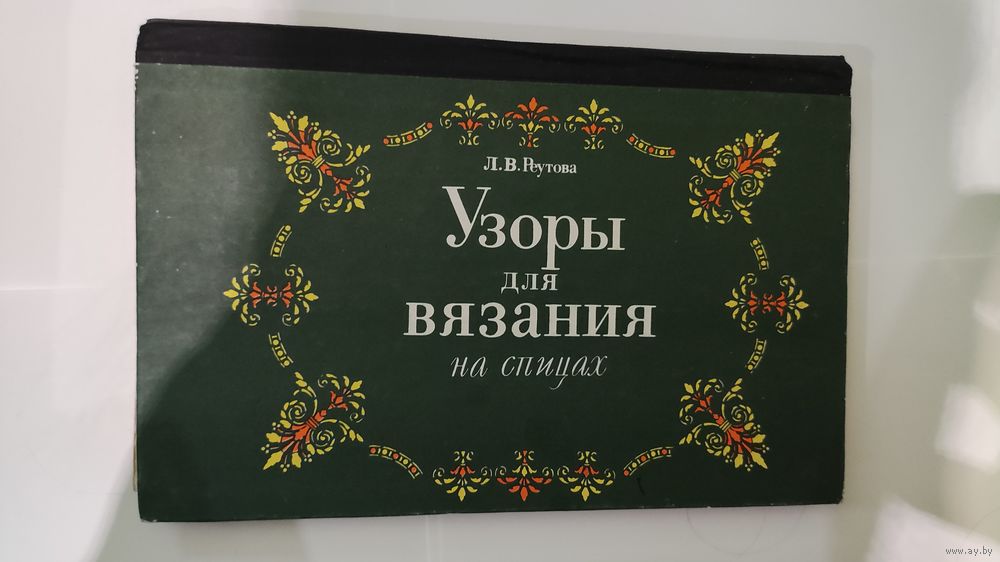 Л.В.Реутова
Узоры
для
вязания
на спицах
www.ay.by